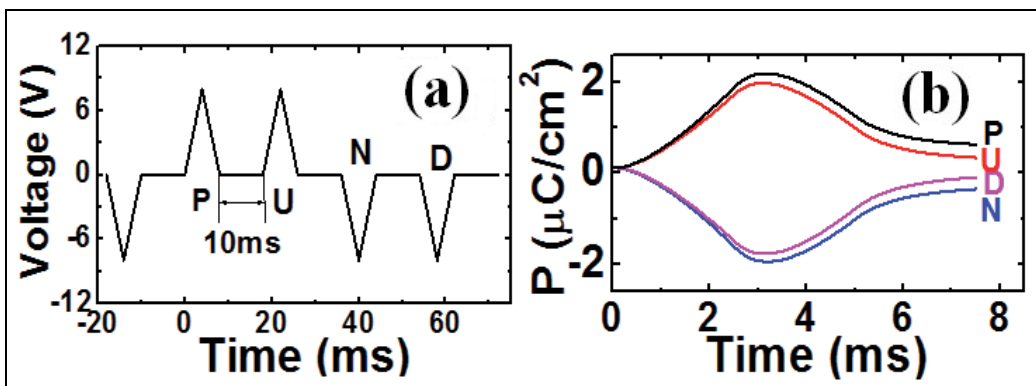 12
6
0
-6
-12
Voltage (V)
-20 0 20 40 60
Time (ms)
(a)
P
U
10ms
N
D
2
0
-2
P (μC/cm²)
0 2 4 6 8
Time (ms)
(b)
P
U
D
N